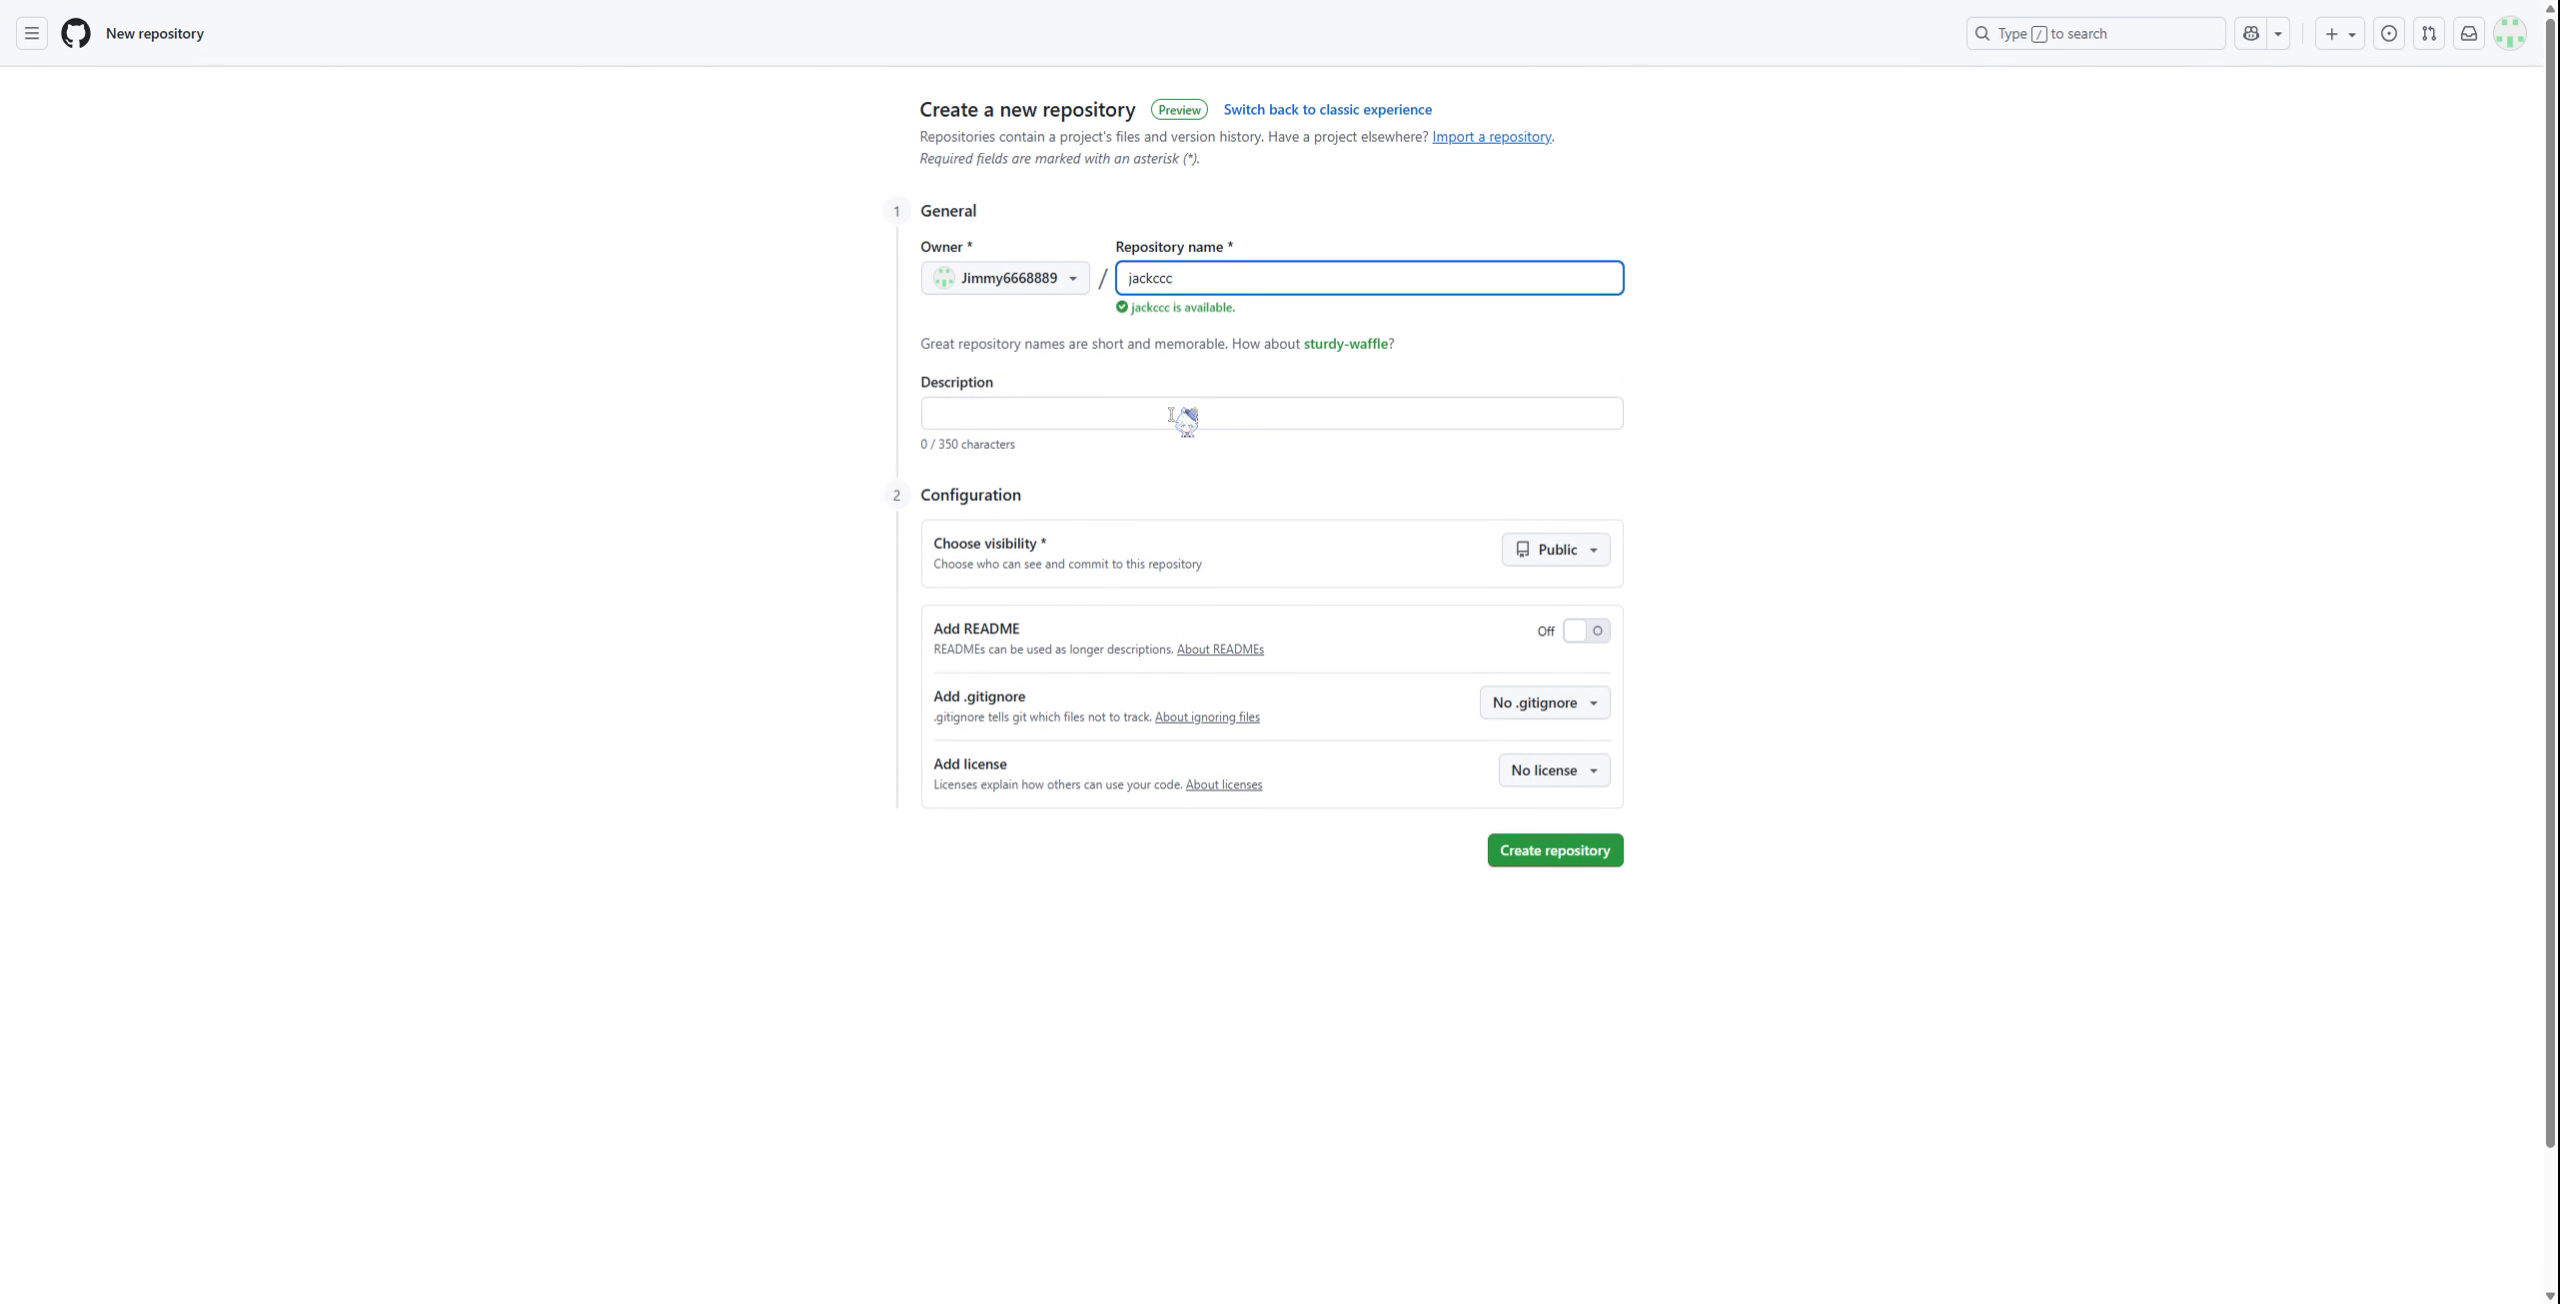 New repository
Type / to search
Create a new repository Preview Switch back to classic experience
Repositories contain a project's files and version history. Have a project elsewhere? Import a repository.
Required fields are marked with an asterisk (*).
1 General
Owner * Repository name *
Jimmy6668889 / jackccc
jackccc is available.
Great repository names are short and memorable. How about sturdy-waffle?
Description
0 / 350 characters
2 Configuration
Choose visibility *
Public
Choose who can see and commit to this repository
Add README
Off
READMEs can be used as longer descriptions. About READMEs
Add .gitignore
No .gitignore
.gitignore tells git which files not to track. About ignoring files
Add license
No license
Licenses explain how others can use your code. About licenses
Create repository